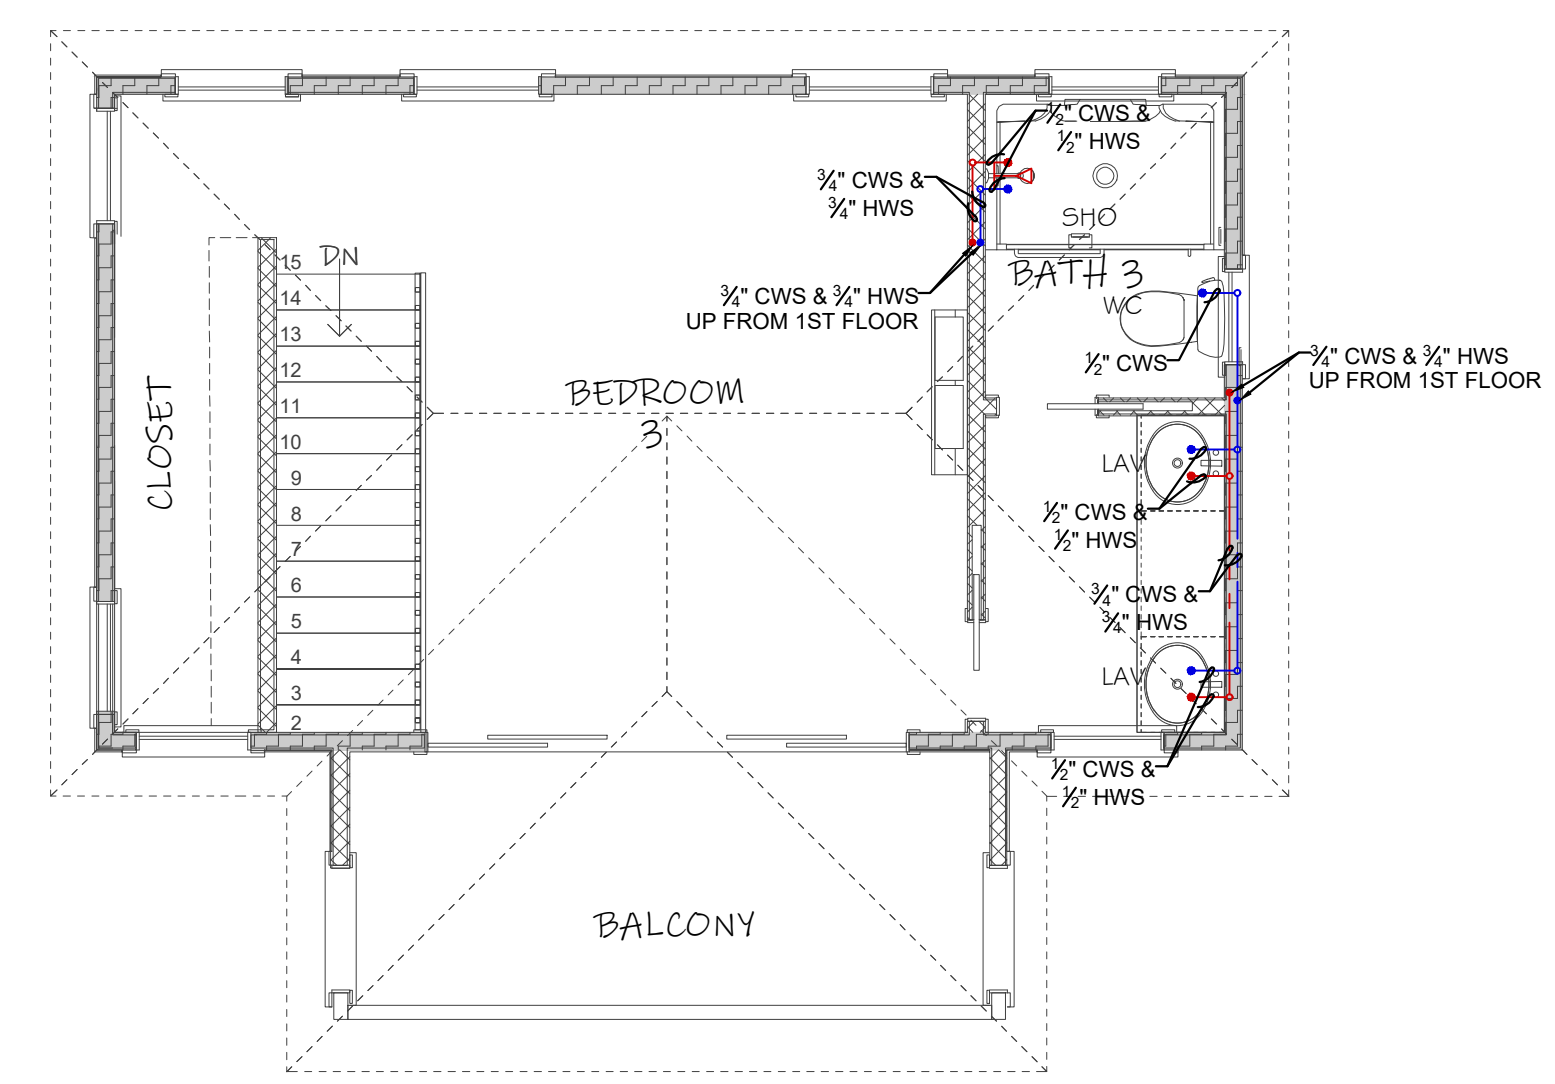 ½" CWS &
½" HWS
¾" CWS &
¾" HWS
SHO
DN
BATH 3
¾" CWS & ¾" HWS
UP FROM 1ST FLOOR
WC
½" CWS
¾" CWS & ¾" HWS
UP FROM 1ST FLOOR
15
14
13
12
11
10
9
8
7
6
5
4
3
2
CLOSET
BEDROOM
3
LAV
½" CWS &
½" HWS
¾" CWS &
¾" HWS
LAV
½" CWS &
½" HWS
BALCONY